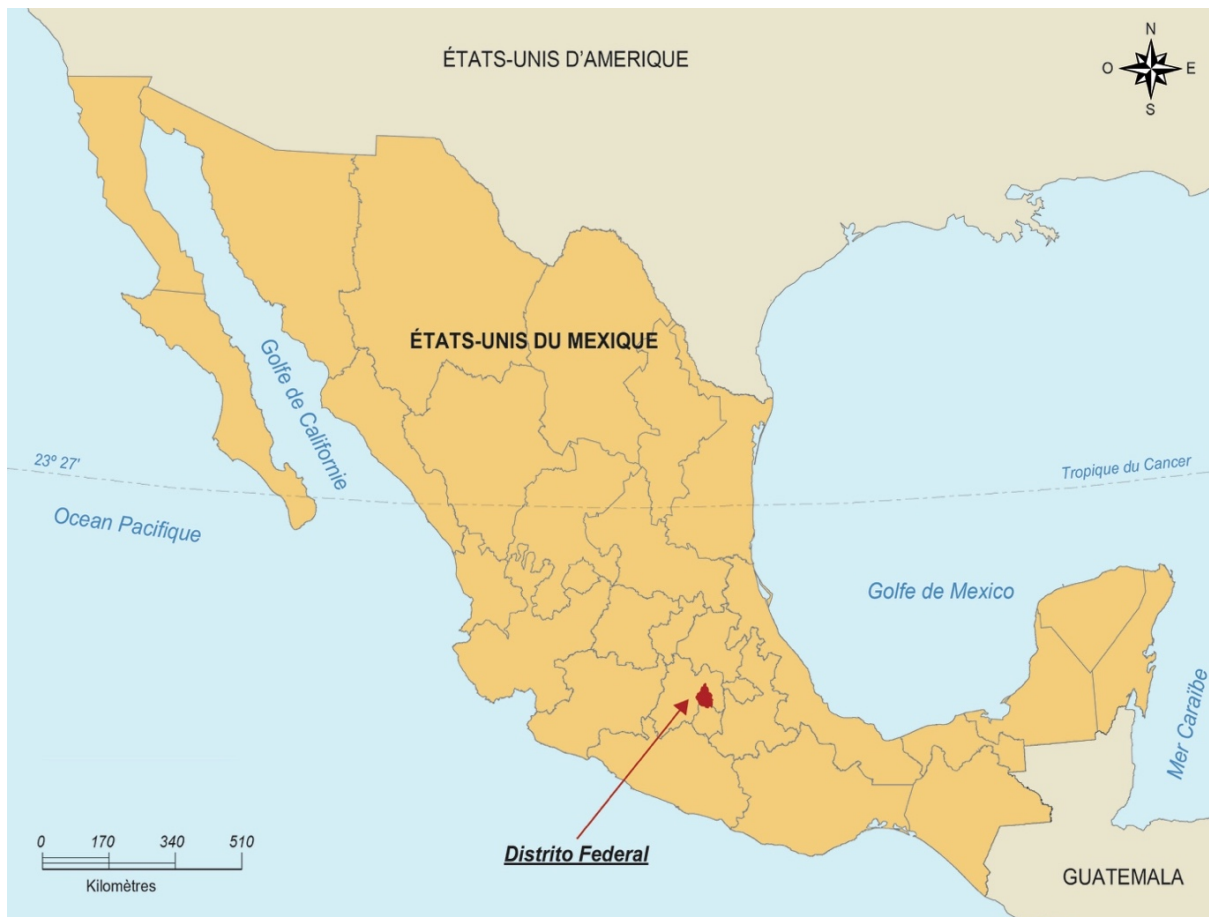 ÉTATS-UNIS D'AMERIQUE
N
O
E
S
ÉTATS-UNIS DU MEXIQUE
Golfe de Californie
23º 27'
Tropique du Cancer
Ocean Pacifique
Golfe de Mexico
Mer Caraïbe
0 170 340 510
Kilomètres
Distrito Federal
GUATEMALA